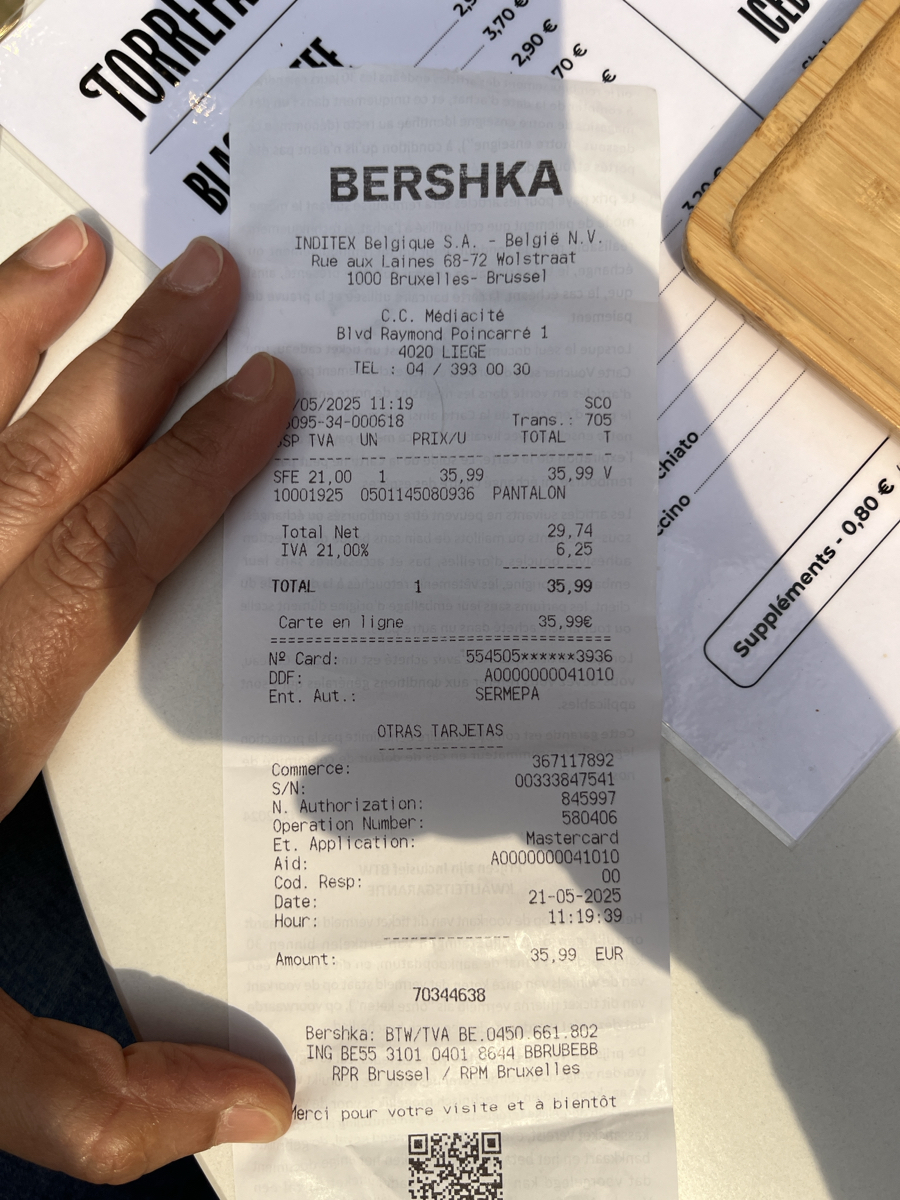 TORREFA
2,90 €
3,70 €
70 €
€
ICED
3,20 €
chiato
ccino
Suppléments - 0,80 €
BERSHKA
INDITEX Belgique S.A. - België N.V.
Rue aux Laines 68-72 Wolstraat
1000 Bruxelles- Brussel
C.C. Médiacité
Blvd Raymond Poincarré 1
4020 LIEGE
TEL : 04 / 393 00 30
/05/2025 11:19 SCO
5095-34-000618 Trans.: 705
SP TVA UN PRIX/U TOTAL T
SFE 21,00 1 35,99 35,99 V
10001925 0501145080936 PANTALON
Total Net 29,74
IVA 21,00% 6,25
TOTAL 1 35,99
Carte en ligne 35,99€
Nº Card: 554505******3936
DDF: A0000000041010
Ent. Aut.: SERMEPA
OTRAS TARJETAS
Commerce: 367117892
S/N: 00333847541
N. Authorization: 845997
Operation Number: 580406
Et. Application: Mastercard
Aid: A0000000041010
Cod. Resp: 00
Date: 21-05-2025
Hour: 11:19:39
Amount: 35,99 EUR
70344638
Bershka: BTW/TVA BE.0450.661.802
ING BE55 3101 0401 8644 BBRUBEBB
RPR Brussel / RPM Bruxelles
Merci pour votre visite et à bientôt